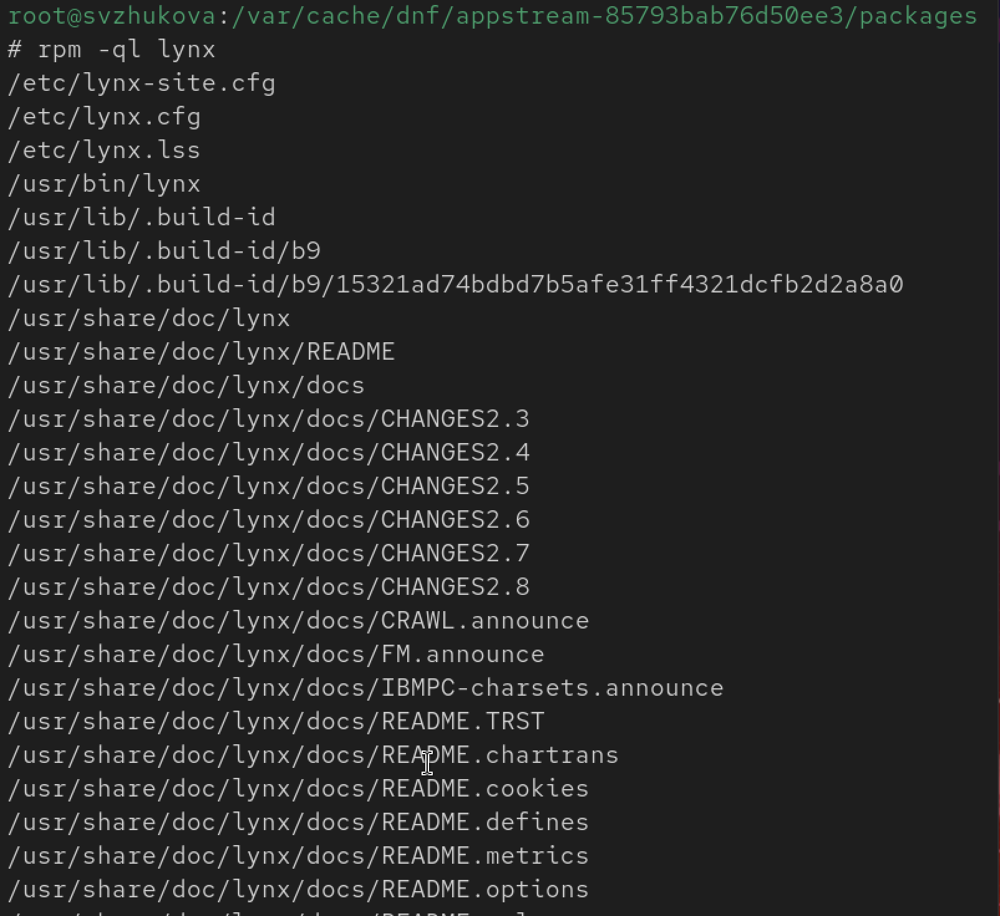 root@svzhukova:/var/cache/dnf/appstream-85793bab76d50ee3/packages
# rpm -ql lynx
/etc/lynx-site.cfg
/etc/lynx.cfg
/etc/lynx.lss
/usr/bin/lynx
/usr/lib/.build-id
/usr/lib/.build-id/b9
/usr/lib/.build-id/b9/15321ad74bdbd7b5afe31ff4321dcfb2d2a8a0
/usr/share/doc/lynx
/usr/share/doc/lynx/README
/usr/share/doc/lynx/docs
/usr/share/doc/lynx/docs/CHANGES2.3
/usr/share/doc/lynx/docs/CHANGES2.4
/usr/share/doc/lynx/docs/CHANGES2.5
/usr/share/doc/lynx/docs/CHANGES2.6
/usr/share/doc/lynx/docs/CHANGES2.7
/usr/share/doc/lynx/docs/CHANGES2.8
/usr/share/doc/lynx/docs/CRAWL.announce
/usr/share/doc/lynx/docs/FM.announce
/usr/share/doc/lynx/docs/IBMPC-charsets.announce
/usr/share/doc/lynx/docs/README.TRST
/usr/share/doc/lynx/docs/README.chartrans
/usr/share/doc/lynx/docs/README.cookies
/usr/share/doc/lynx/docs/README.defines
/usr/share/doc/lynx/docs/README.metrics
/usr/share/doc/lynx/docs/README.options